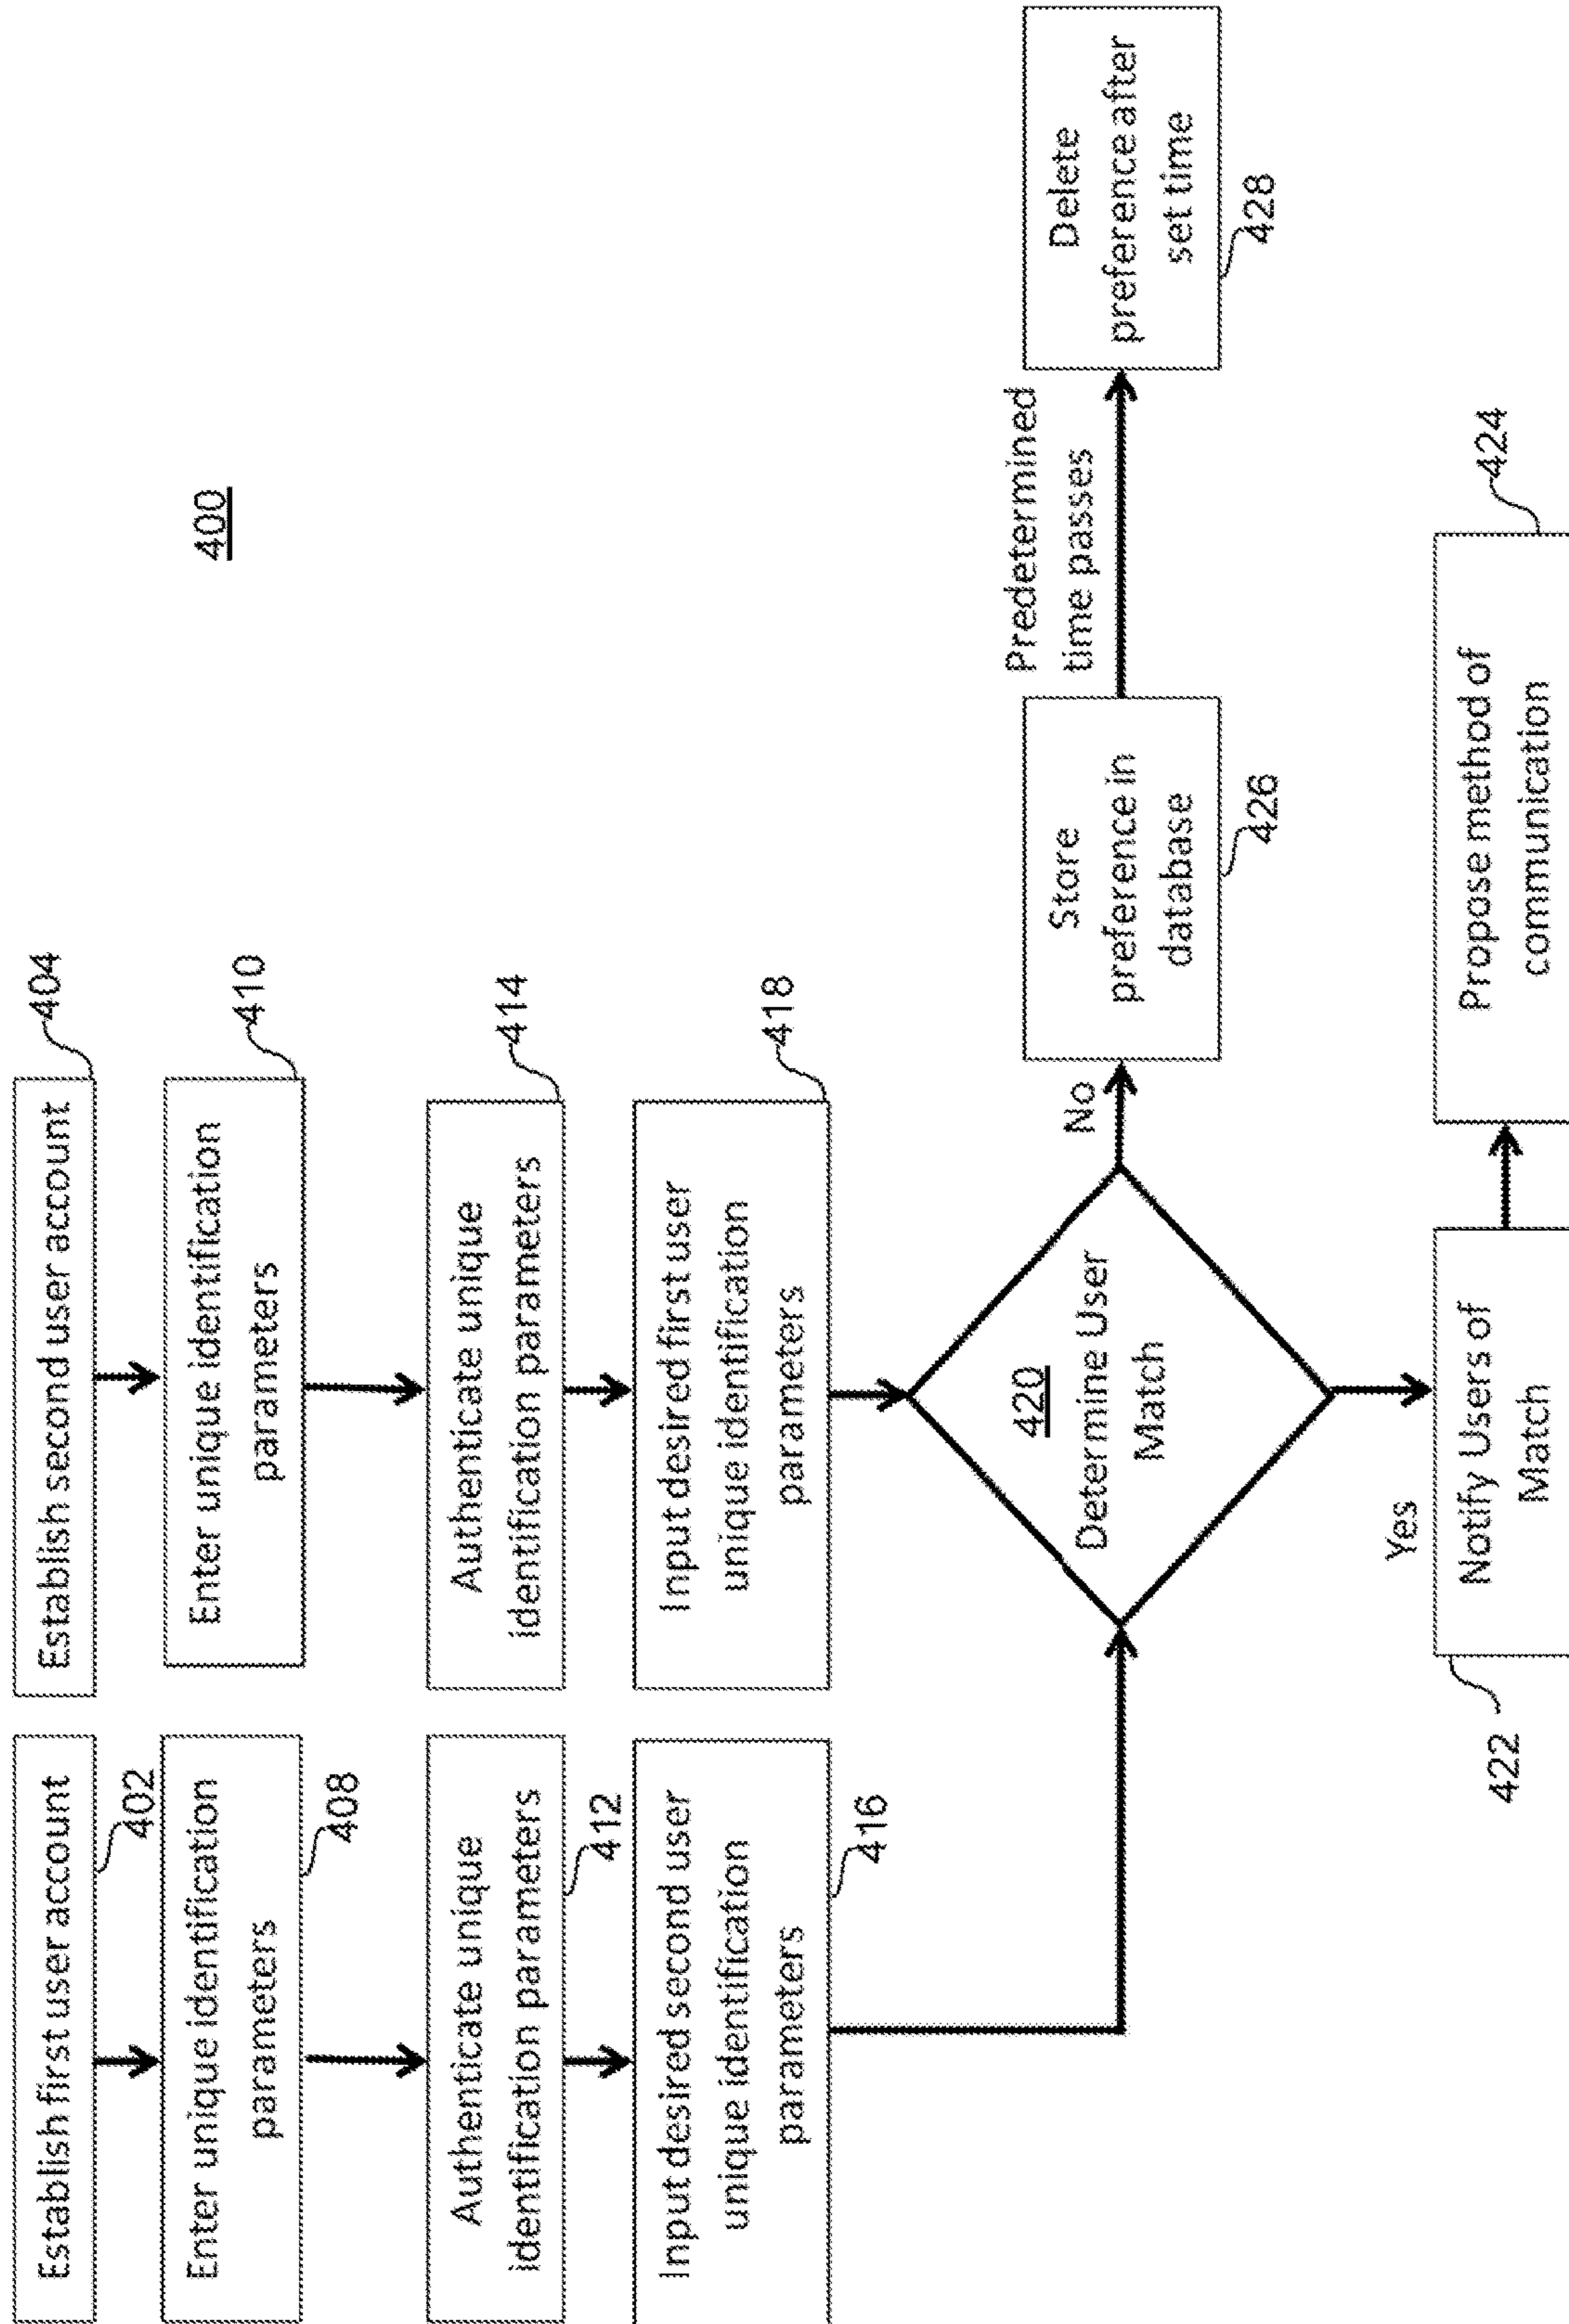 400
Establish first user account
402
Establish second user account
404
Enter unique identification
parameters
408
Enter unique identification
parameters
410
Authenticate unique
identification parameters
412
Authenticate unique
identification parameters
414
Input desired second user
unique identification
parameters
416
Input desired first user
unique identification
parameters
418
420
Determine User
Match
No
Store
preference in
database
426
Predetermined
time passes
Delete
preference after
set time
428
Yes
Notify Users of
Match
422
Propose method of
communication
424